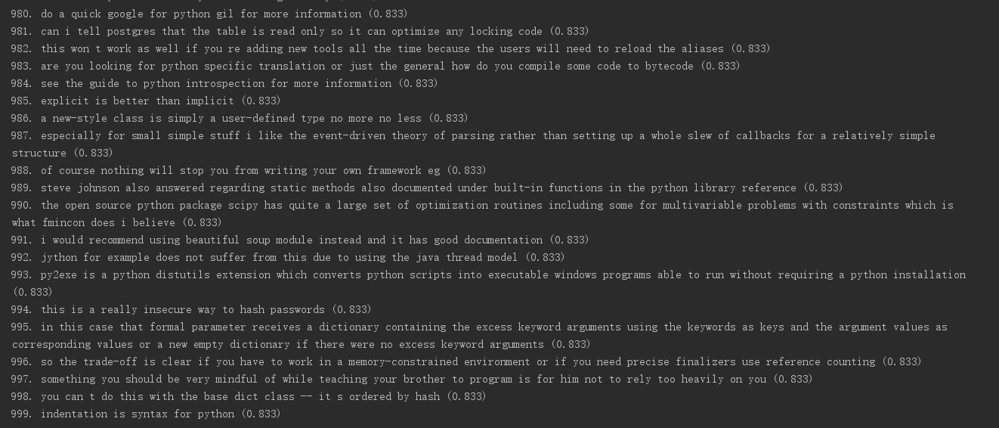 980. do a quick google for python gil for more information (0.833)
981. can i tell postgres that the table is read only so it can optimize any locking code (0.833)
982. this won t work as well if you re adding new tools all the time because the users will need to reload the aliases (0.833)
983. are you looking for python specific translation or just the general how do you compile some code to bytecode (0.833)
984. see the guide to python introspection for more information (0.833)
985. explicit is better than implicit (0.833)
986. a new-style class is simply a user-defined type no more no less (0.833)
987. especially for small simple stuff i like the event-driven theory of parsing rather than setting up a whole slew of callbacks for a relatively simple
structure (0.833)
988. of course nothing will stop you from writing your own framework eg (0.833)
989. steve johnson also answered regarding static methods also documented under built-in functions in the python library reference (0.833)
990. the open source python package scipy has quite a large set of optimization routines including some for multivariable problems with constraints which is
what fmincon does i believe (0.833)
991. i would recommend using beautiful soup module instead and it has good documentation (0.833)
992. jython for example does not suffer from this due to using the java thread model (0.833)
993. py2exe is a python distutils extension which converts python scripts into executable windows programs able to run without requiring a python installation
(0.833)
994. this is a really insecure way to hash passwords (0.833)
995. in this case that formal parameter receives a dictionary containing the excess keyword arguments using the keywords as keys and the argument values as
corresponding values or a new empty dictionary if there were no excess keyword arguments (0.833)
996. so the trade-off is clear if you have to work in a memory-constrained environment or if you need precise finalizers use reference counting (0.833)
997. something you should be very mindful of while teaching your brother to program is for him not to rely too heavily on you (0.833)
998. you can t do this with the base dict class -- it s ordered by hash (0.833)
999. indentation is syntax for python (0.833)